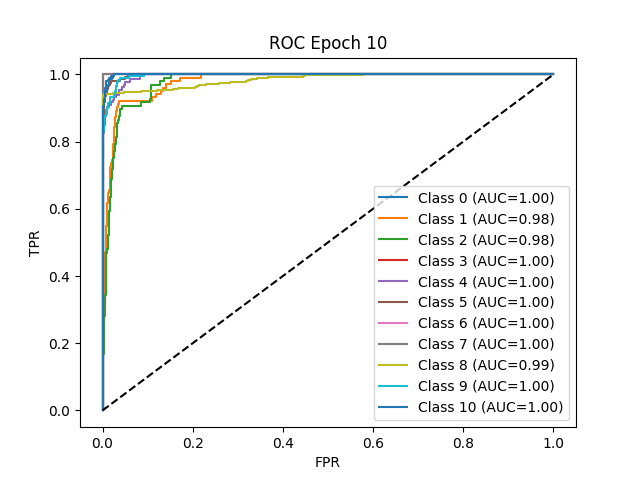 ROC Epoch 10
TPR
1.0
0.8
0.6
0.4
0.2
0.0
Class 0 (AUC=1.00)
Class 1 (AUC=0.98)
Class 2 (AUC=0.98)
Class 3 (AUC=1.00)
Class 4 (AUC=1.00)
Class 5 (AUC=1.00)
Class 6 (AUC=1.00)
Class 7 (AUC=1.00)
Class 8 (AUC=0.99)
Class 9 (AUC=1.00)
Class 10 (AUC=1.00)
0.0 0.2 0.4 0.6 0.8 1.0
FPR